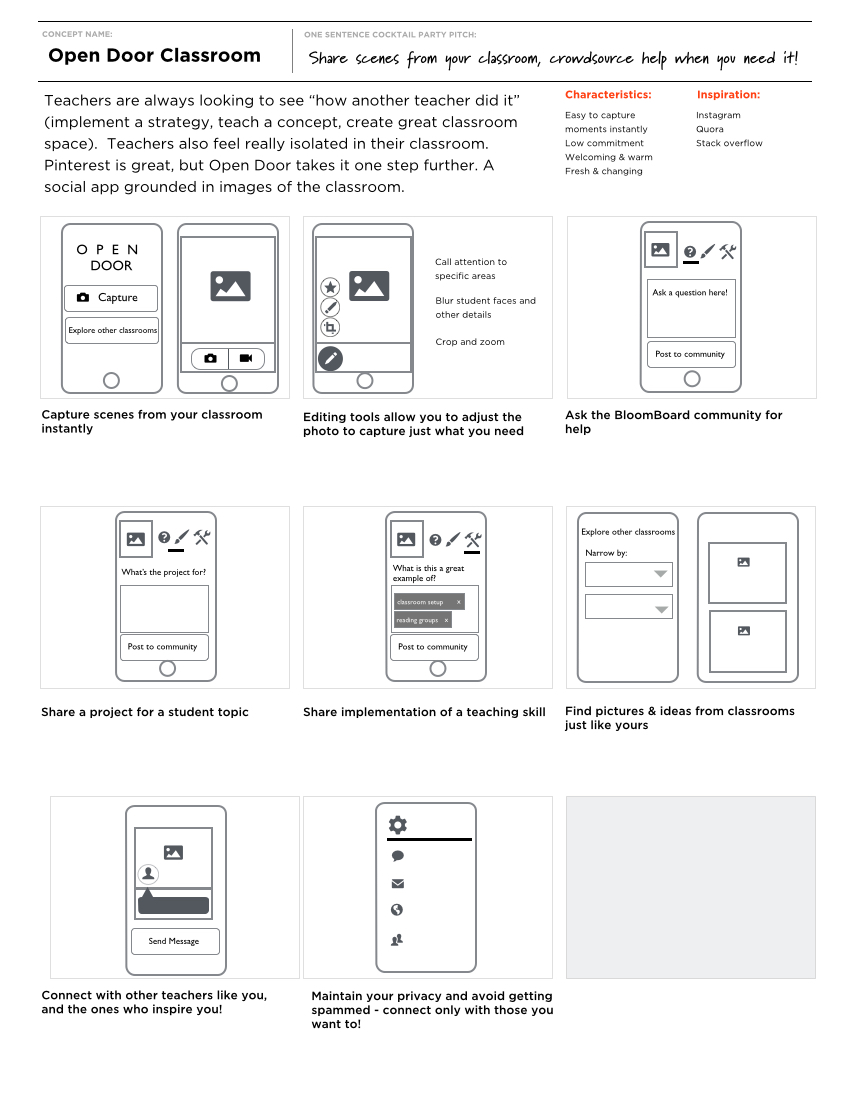 CONCEPT NAME:
Open Door Classroom
ONE SENTENCE COCKTAIL PARTY PITCH:
Share scenes from your classroom, crowdsource help when you need it!
Teachers are always looking to see “how another teacher did it”
(implement a strategy, teach a concept, create great classroom
space).  Teachers also feel really isolated in their classroom.
Pinterest is great, but Open Door takes it one step further. A
social app grounded in images of the classroom.
Characteristics:
Easy to capture
moments instantly
Low commitment
Welcoming & warm
Fresh & changing
Inspiration:
Instagram
Quora
Stack overflow
O P E N
DOOR
Capture
Explore other classrooms
Capture scenes from your classroom
instantly
Call attention to
specific areas
Blur student faces and
other details
Crop and zoom
Editing tools allow you to adjust the
photo to capture just what you need
Ask a question here!
Post to community
Ask the BloomBoard community for
help
What's the project for?
Post to community
Share a project for a student topic
What is this a great
example of?
classroom setup x
reading groups x
Post to community
Share implementation of a teaching skill
Explore other classrooms
Narrow by:
Find pictures & ideas from classrooms
just like yours
Send Message
Connect with other teachers like you,
and the ones who inspire you!
Maintain your privacy and avoid getting
spammed - connect only with those you
want to!